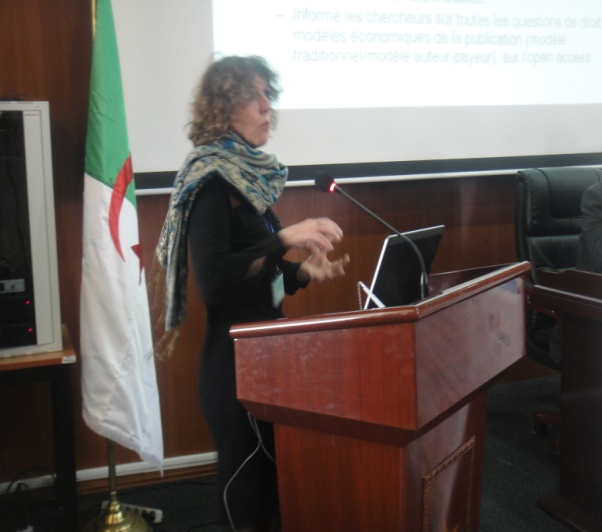 – Informe les chercheurs sur toutes les questions de droit
modèles économiques de la publication (modèle
traditionnel/modèle auteur-payeur), sur l'open access